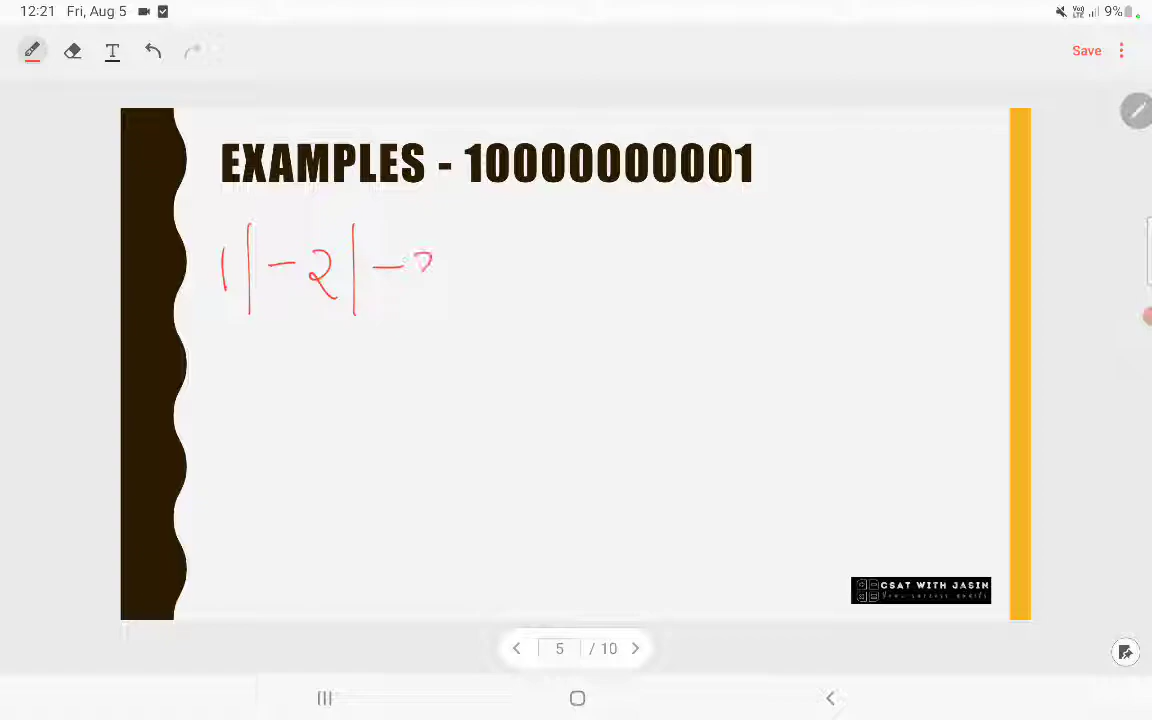 12:21 Fri, Aug 5 9%
T Save
EXAMPLES - 10000000001
1|-2|-
CSAT WITH JASIN
5 / 10